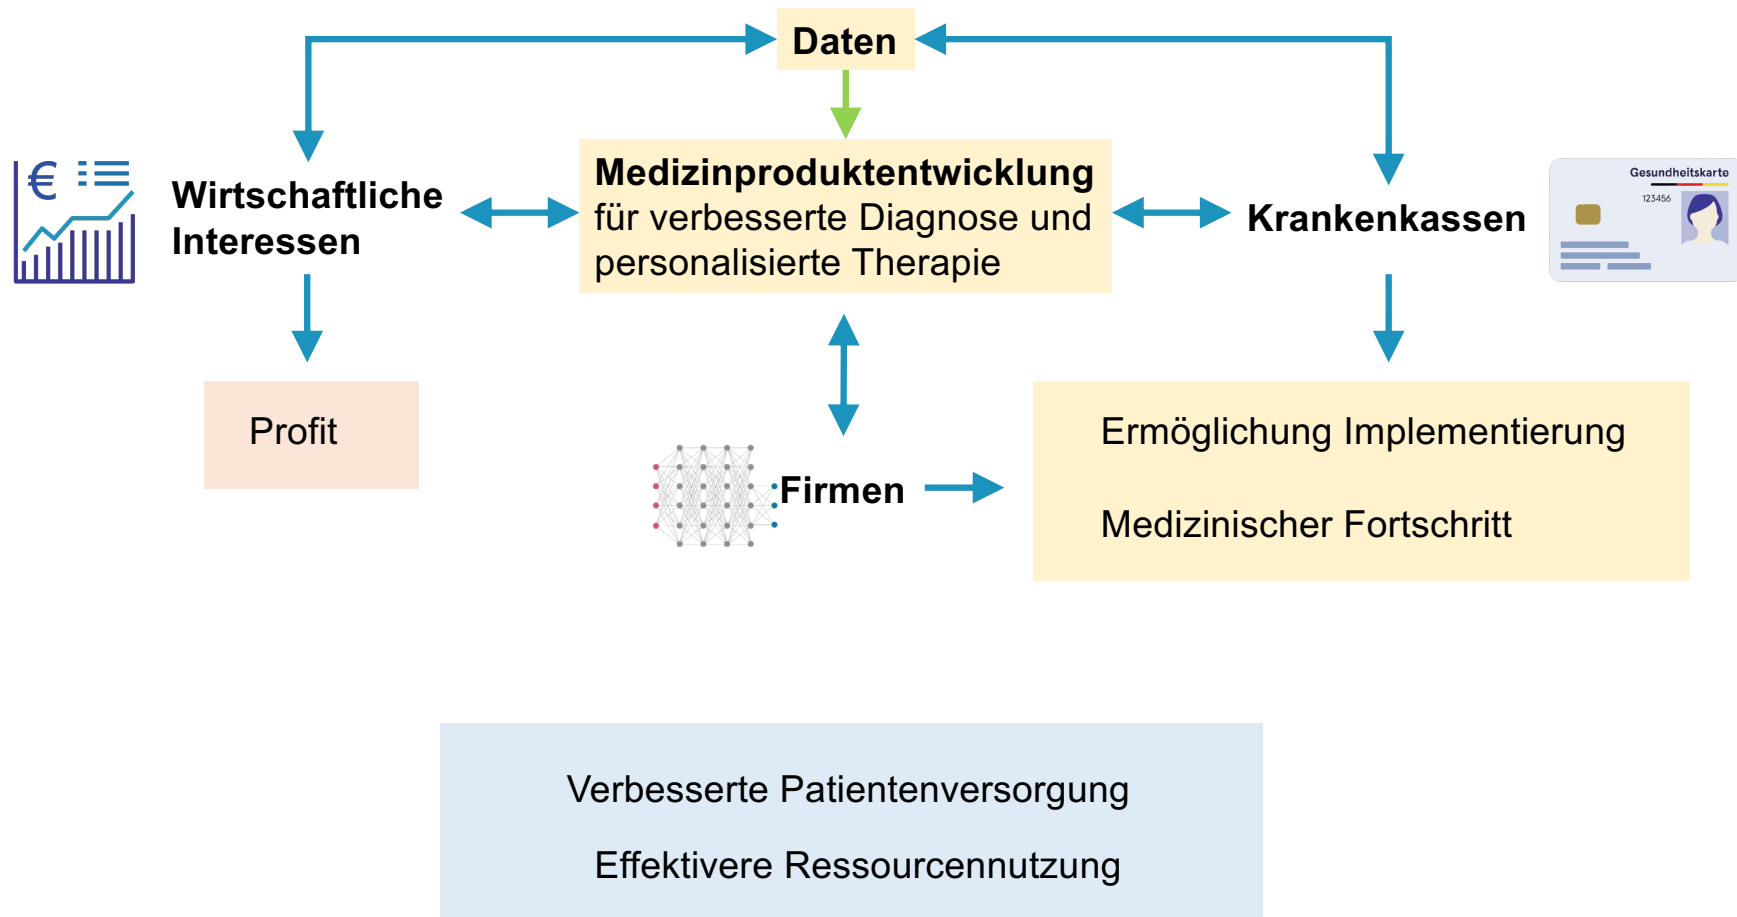 Daten
Medizinproduktentwicklung
für verbesserte Diagnose und
personalisierte Therapie
€
Wirtschaftliche
Interessen
Krankenkassen
Gesundheitskarte
123456
Profit
Firmen
Ermöglichung Implementierung
Medizinischer Fortschritt
Verbesserte Patientenversorgung
Effektivere Ressourcennutzung